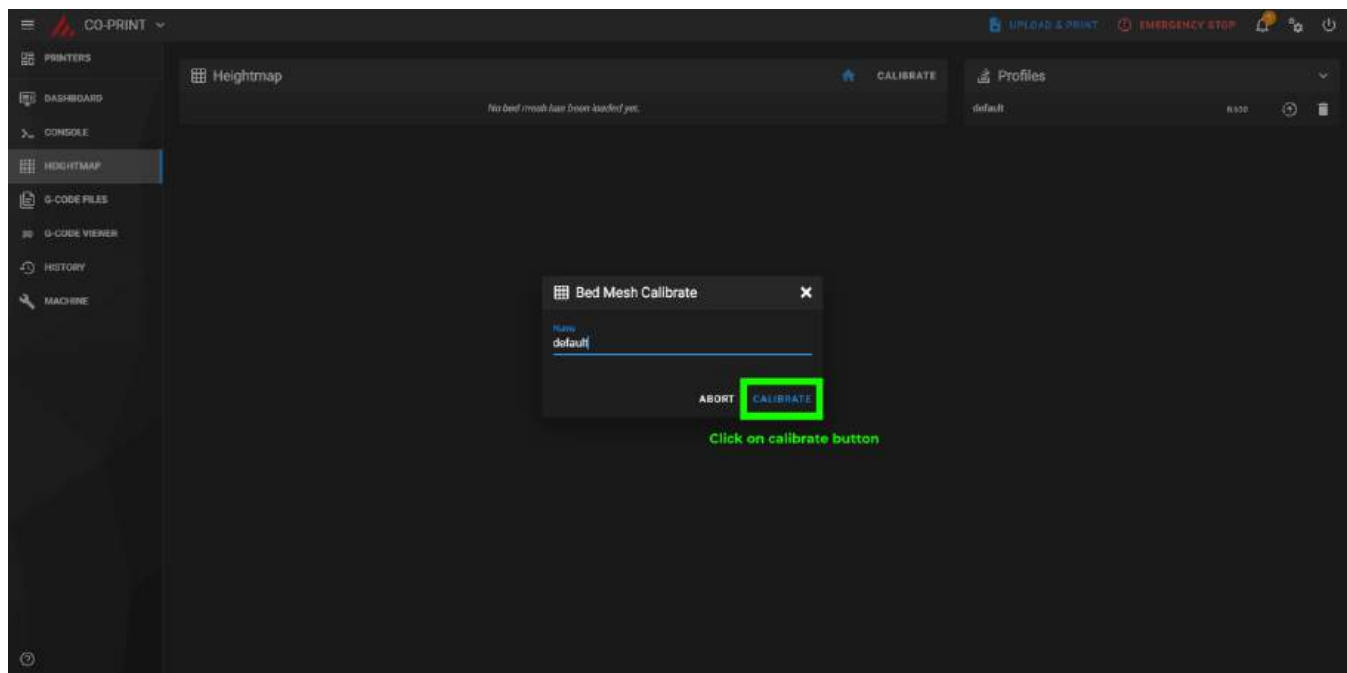 CO-PRINT
UPLOAD & PRINT
EMERGENCY STOP
PRINTERS
Heightmap
CALIBRATE
Profiles
DASHBOARD
No bed mesh has been loaded yet.
default
CONSOLE
HEIGHTMAP
G-CODE FILES
G-CODE VIEWER
HISTORY
MACHINE
Bed Mesh Calibrate
Name
default
ABORT
CALIBRATE
Click on calibrate button